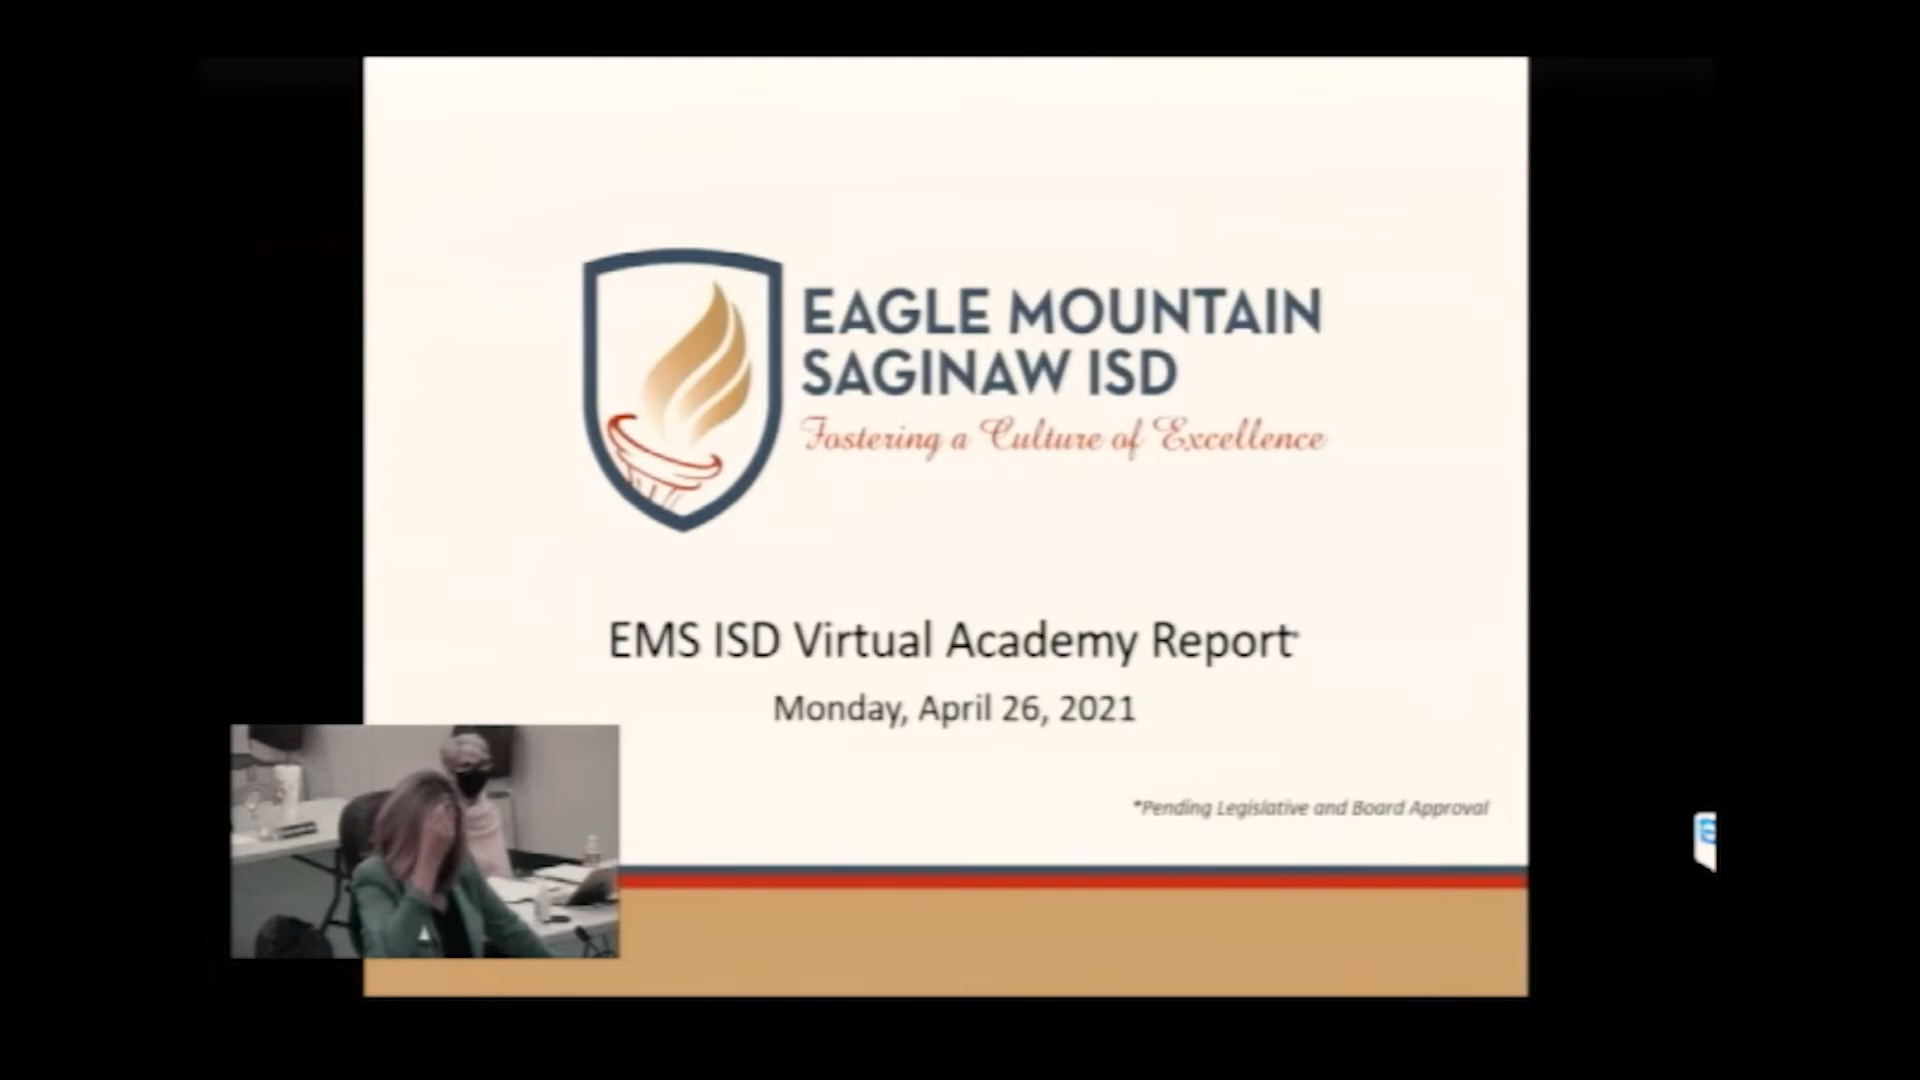 EAGLE MOUNTAIN
SAGINAW ISD
Fostering a Culture of Excellence
EMS ISD Virtual Academy Report*
Monday, April 26, 2021
*Pending Legislative and Board Approval